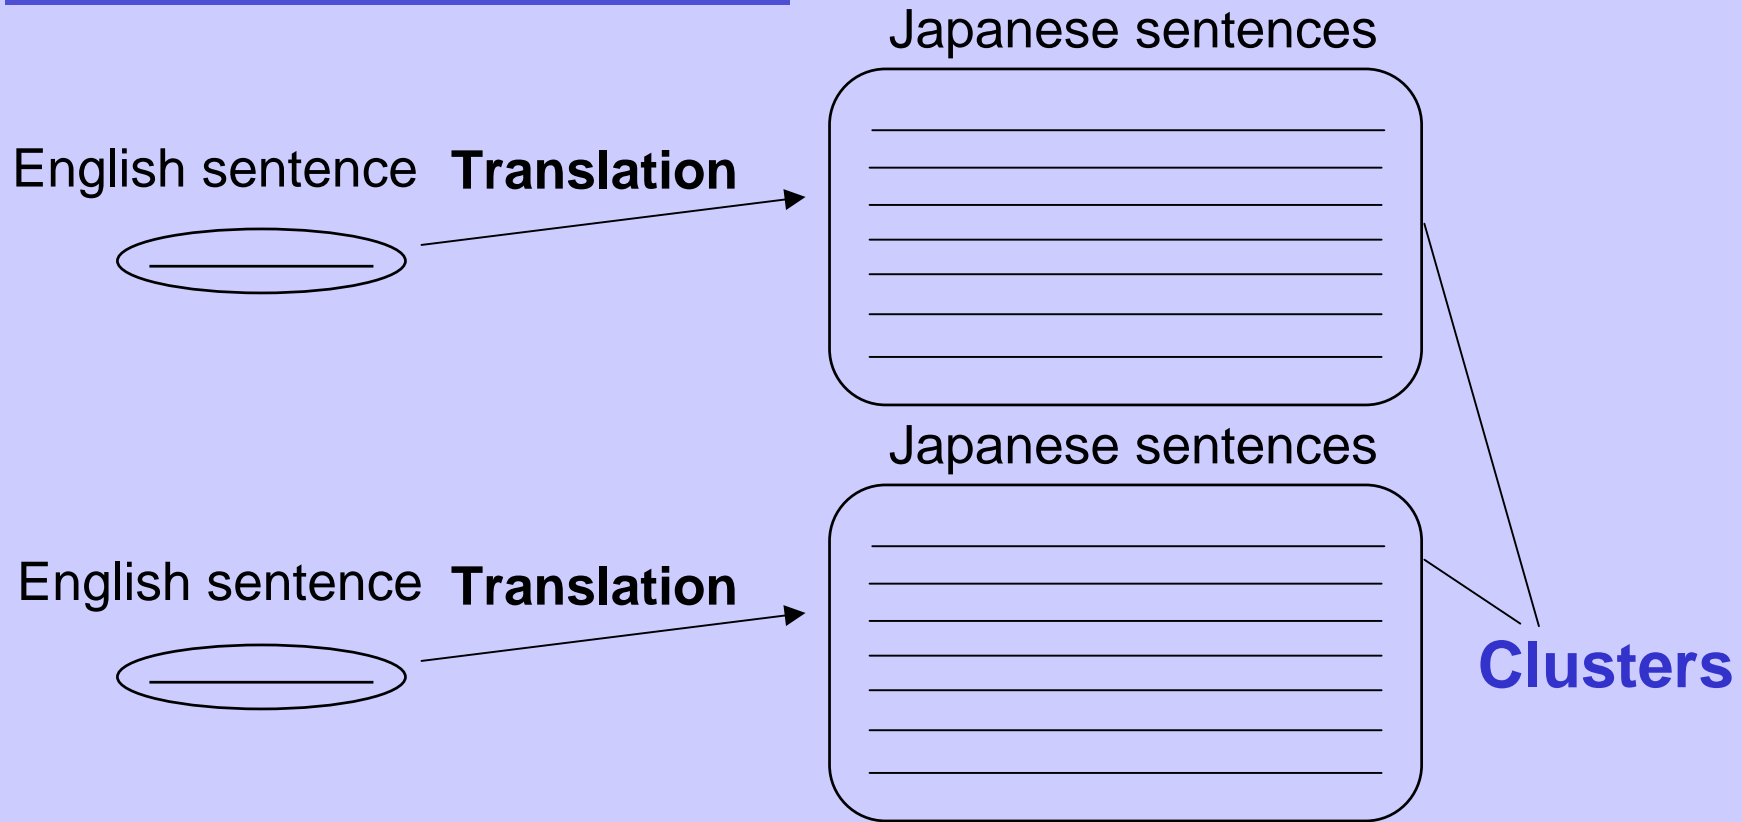 Japanese sentences
English sentence Translation
Japanese sentences
English sentence Translation
Clusters